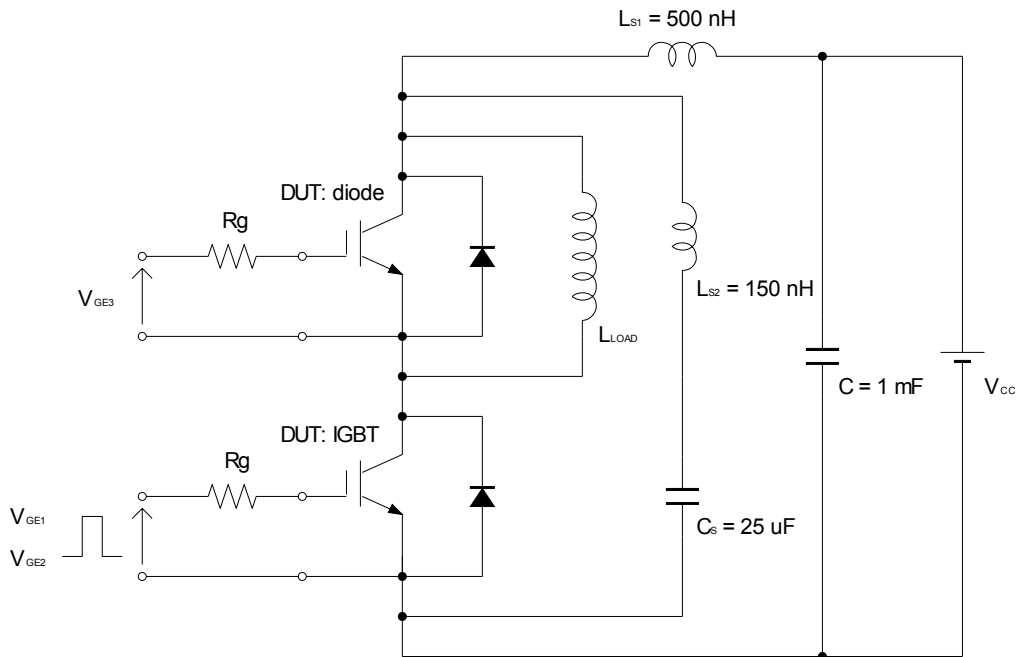 LS1 = 500 nH
DUT: diode
Rg
VGE3
LS2 = 150 nH
LLOAD
C = 1 mF
VCC
DUT: IGBT
Rg
VGE1
VGE2
CS = 25 uF